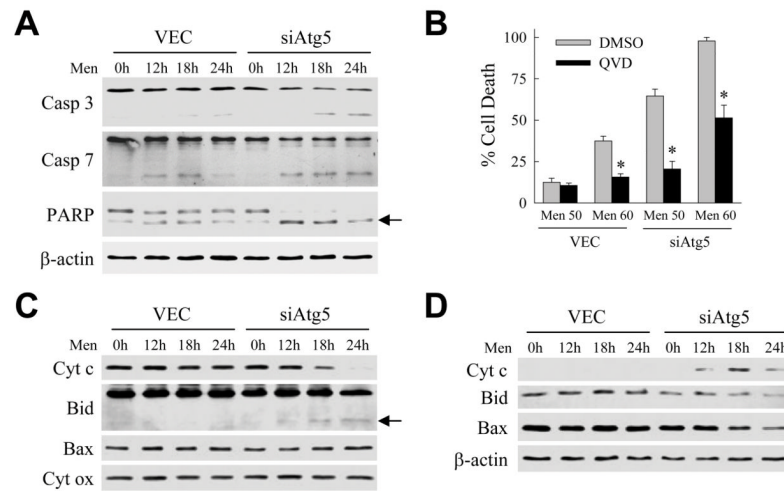 A
VEC siAtg5
Men 0h 12h 18h 24h 0h 12h 18h 24h
Casp 3
Casp 7
PARP
β-actin
B
DMSO
QVD
% Cell Death
100
75
50
25
0
* * *
Men 50 Men 60 Men 50 Men 60
VEC siAtg5
C
VEC siAtg5
Men 0h 12h 18h 24h 0h 12h 18h 24h
Cyt c
Bid
Bax
Cyt ox
D
VEC siAtg5
Men 0h 12h 18h 24h 0h 12h 18h 24h
Cyt c
Bid
Bax
β-actin